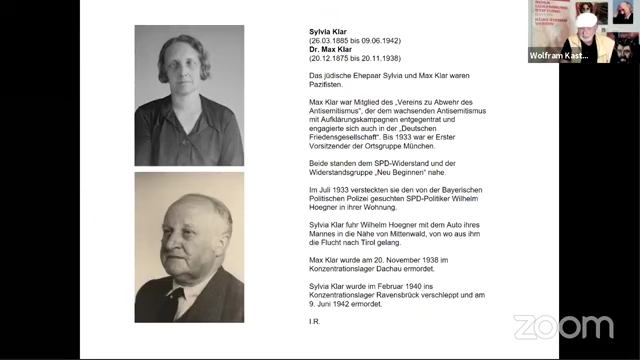 Sylvia Klar
(26.03.1885 bis 09.06.1942)
Dr. Max Klar
(20.12.1875 bis 20.11.1938)
Das jüdische Ehepaar Sylvia und Max Klar waren
Pazifisten.
Max Klar war Mitglied des „Vereins zu Abwehr des
Antisemitismus", der dem wachsenden Antisemitismus
mit Aufklärungskampagnen entgegentrat und
engagierte sich auch in der „Deutschen
Friedensgesellschaft". Bis 1933 war er Erster
Vorsitzender der Ortsgruppe München.
Beide standen dem SPD-Widerstand und der
Widerstandsgruppe „Neu Beginnen" nahe.
Im Juli 1933 versteckten sie den von der Bayerischen
Politischen Polizei gesuchten SPD-Politiker Wilhelm
Hoegner in ihrer Wohnung.
Sylvia Klar fuhr Wilhelm Hoegner mit dem Auto ihres
Mannes in die Nähe von Mittenwald, von wo aus ihm
die Flucht nach Tirol gelang.
Max Klar wurde am 20. November 1938 im
Konzentrationslager Dachau ermordet.
Sylvia Klar wurde im Februar 1940 ins
Konzentrationslager Ravensbrück verschleppt und am
9. Juni 1942 ermordet.
I.R.
Wolfram Kast...
zoom